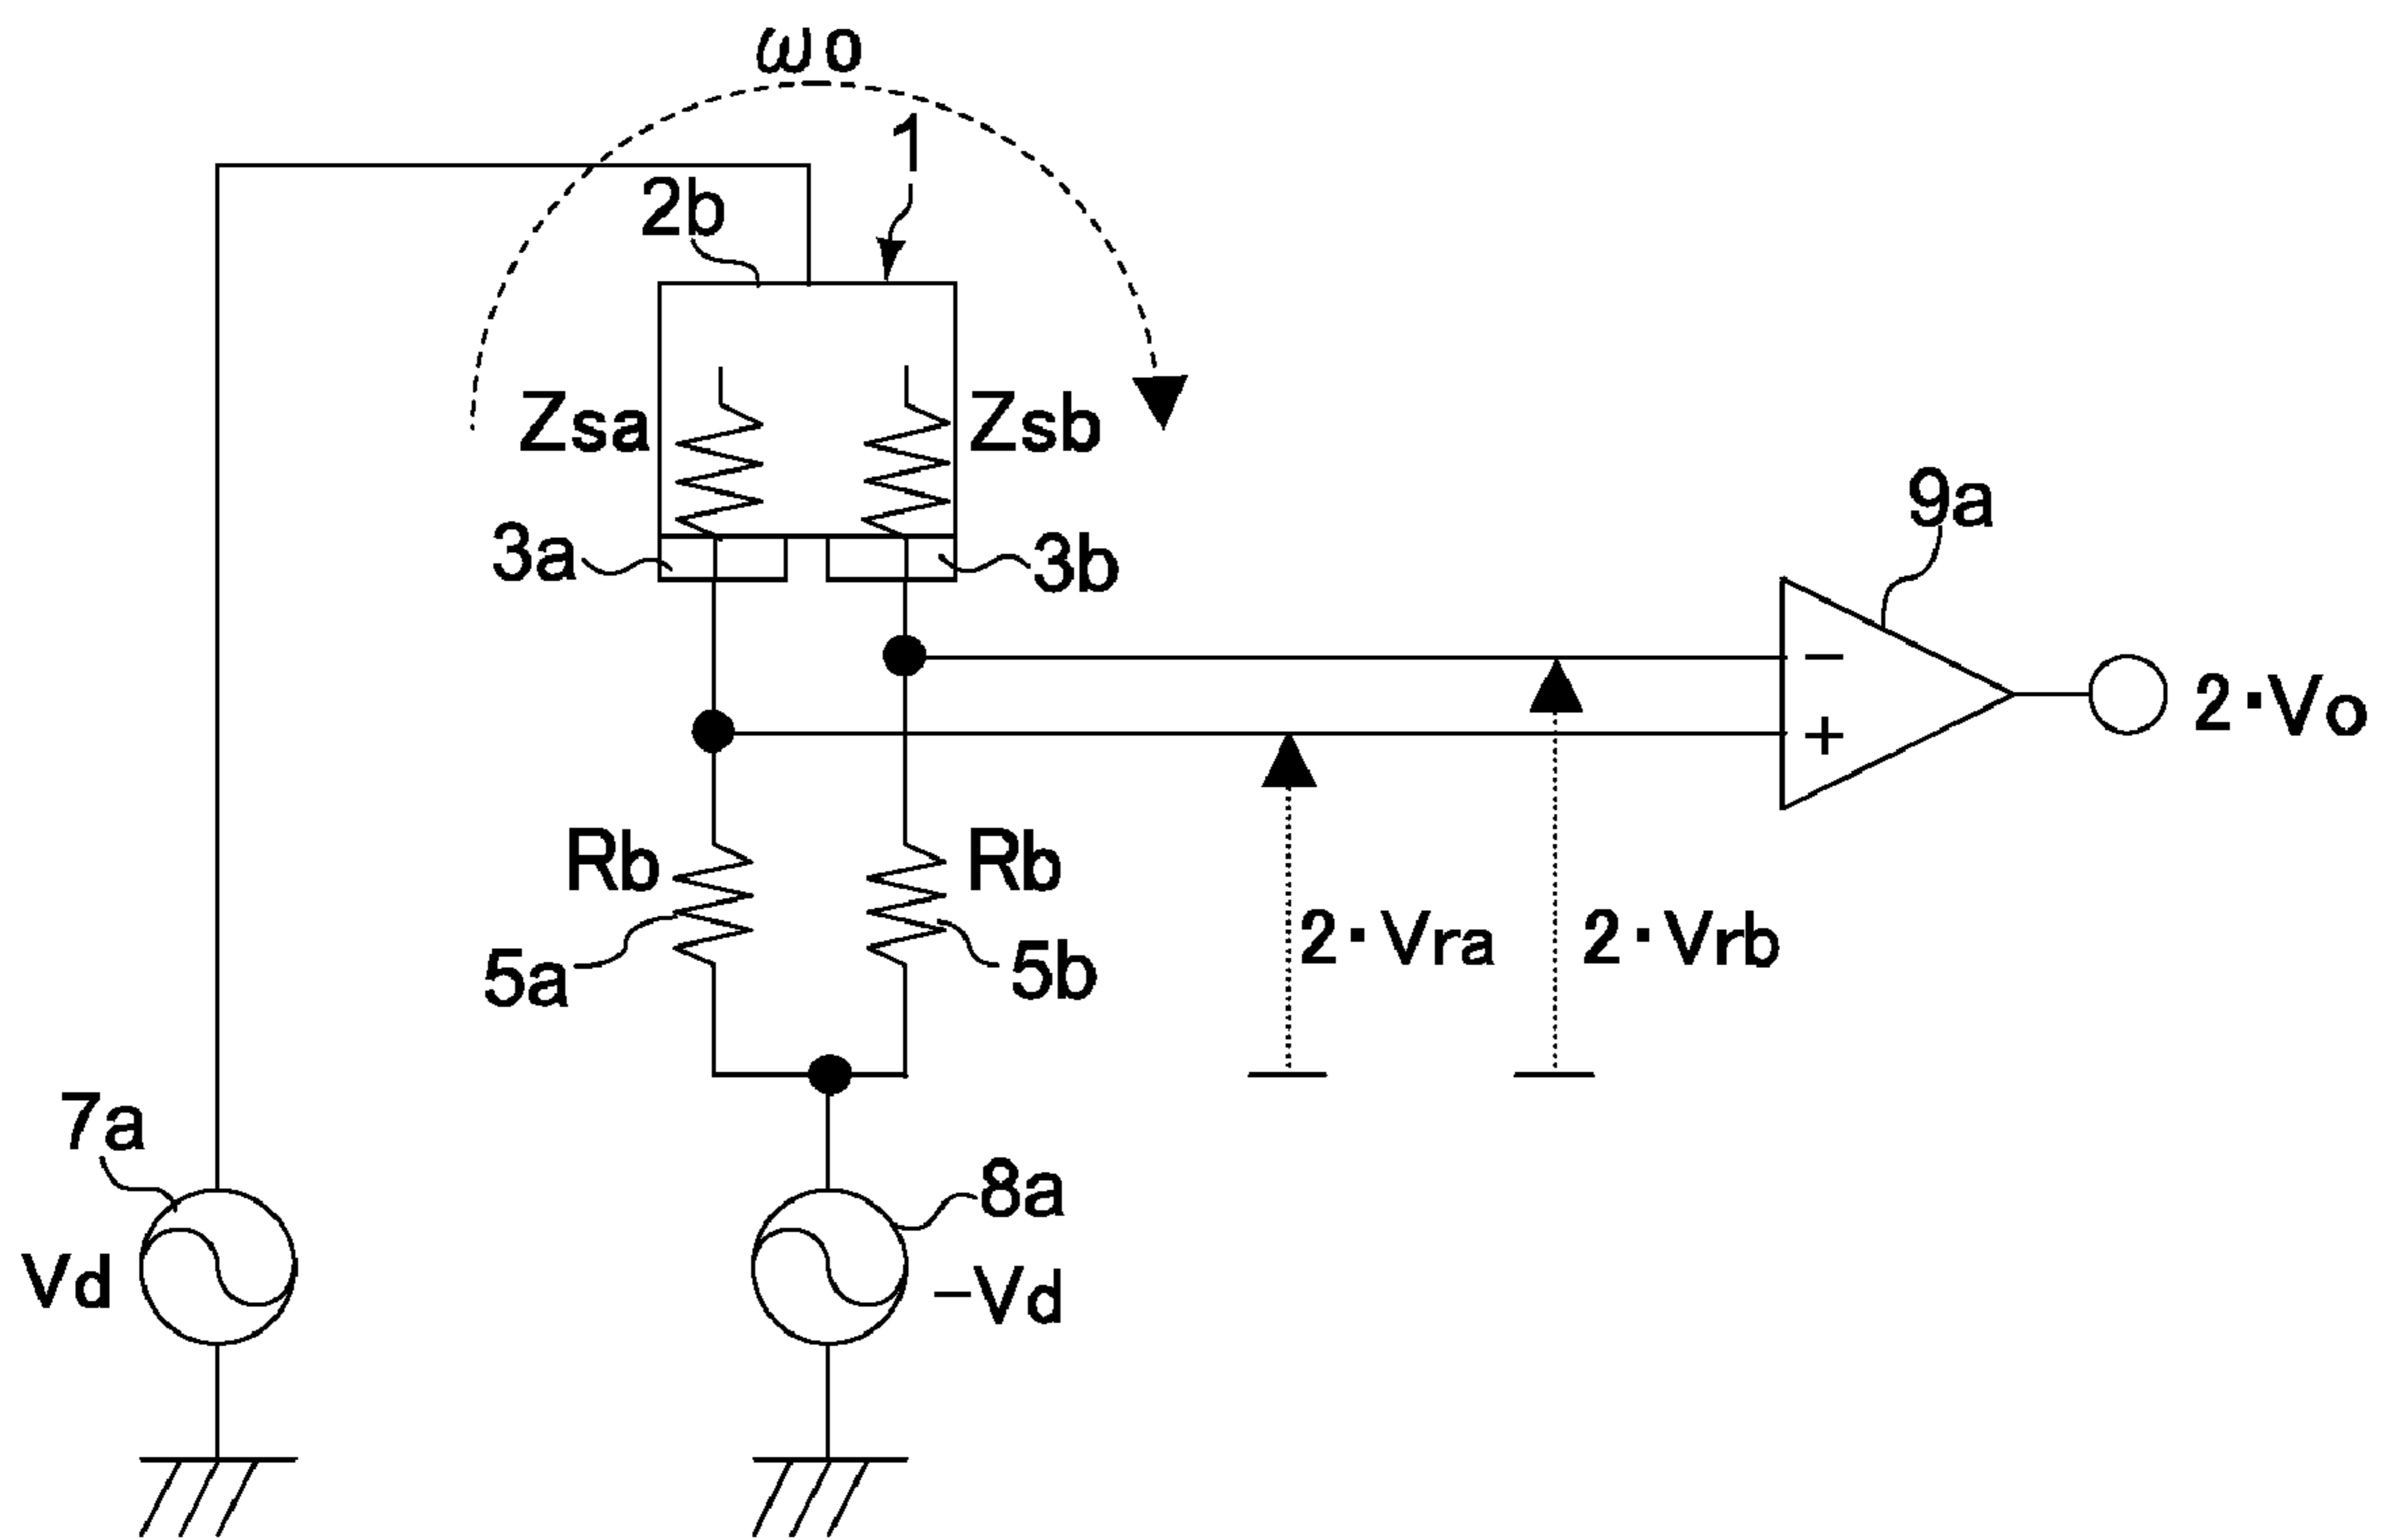 ωo
1
2b
Zsa
Zsb
3a
3b
9a
−
+
2·Vo
Rb
Rb
5a
5b
2·Vra
2·Vrb
7a
8a
Vd
−Vd